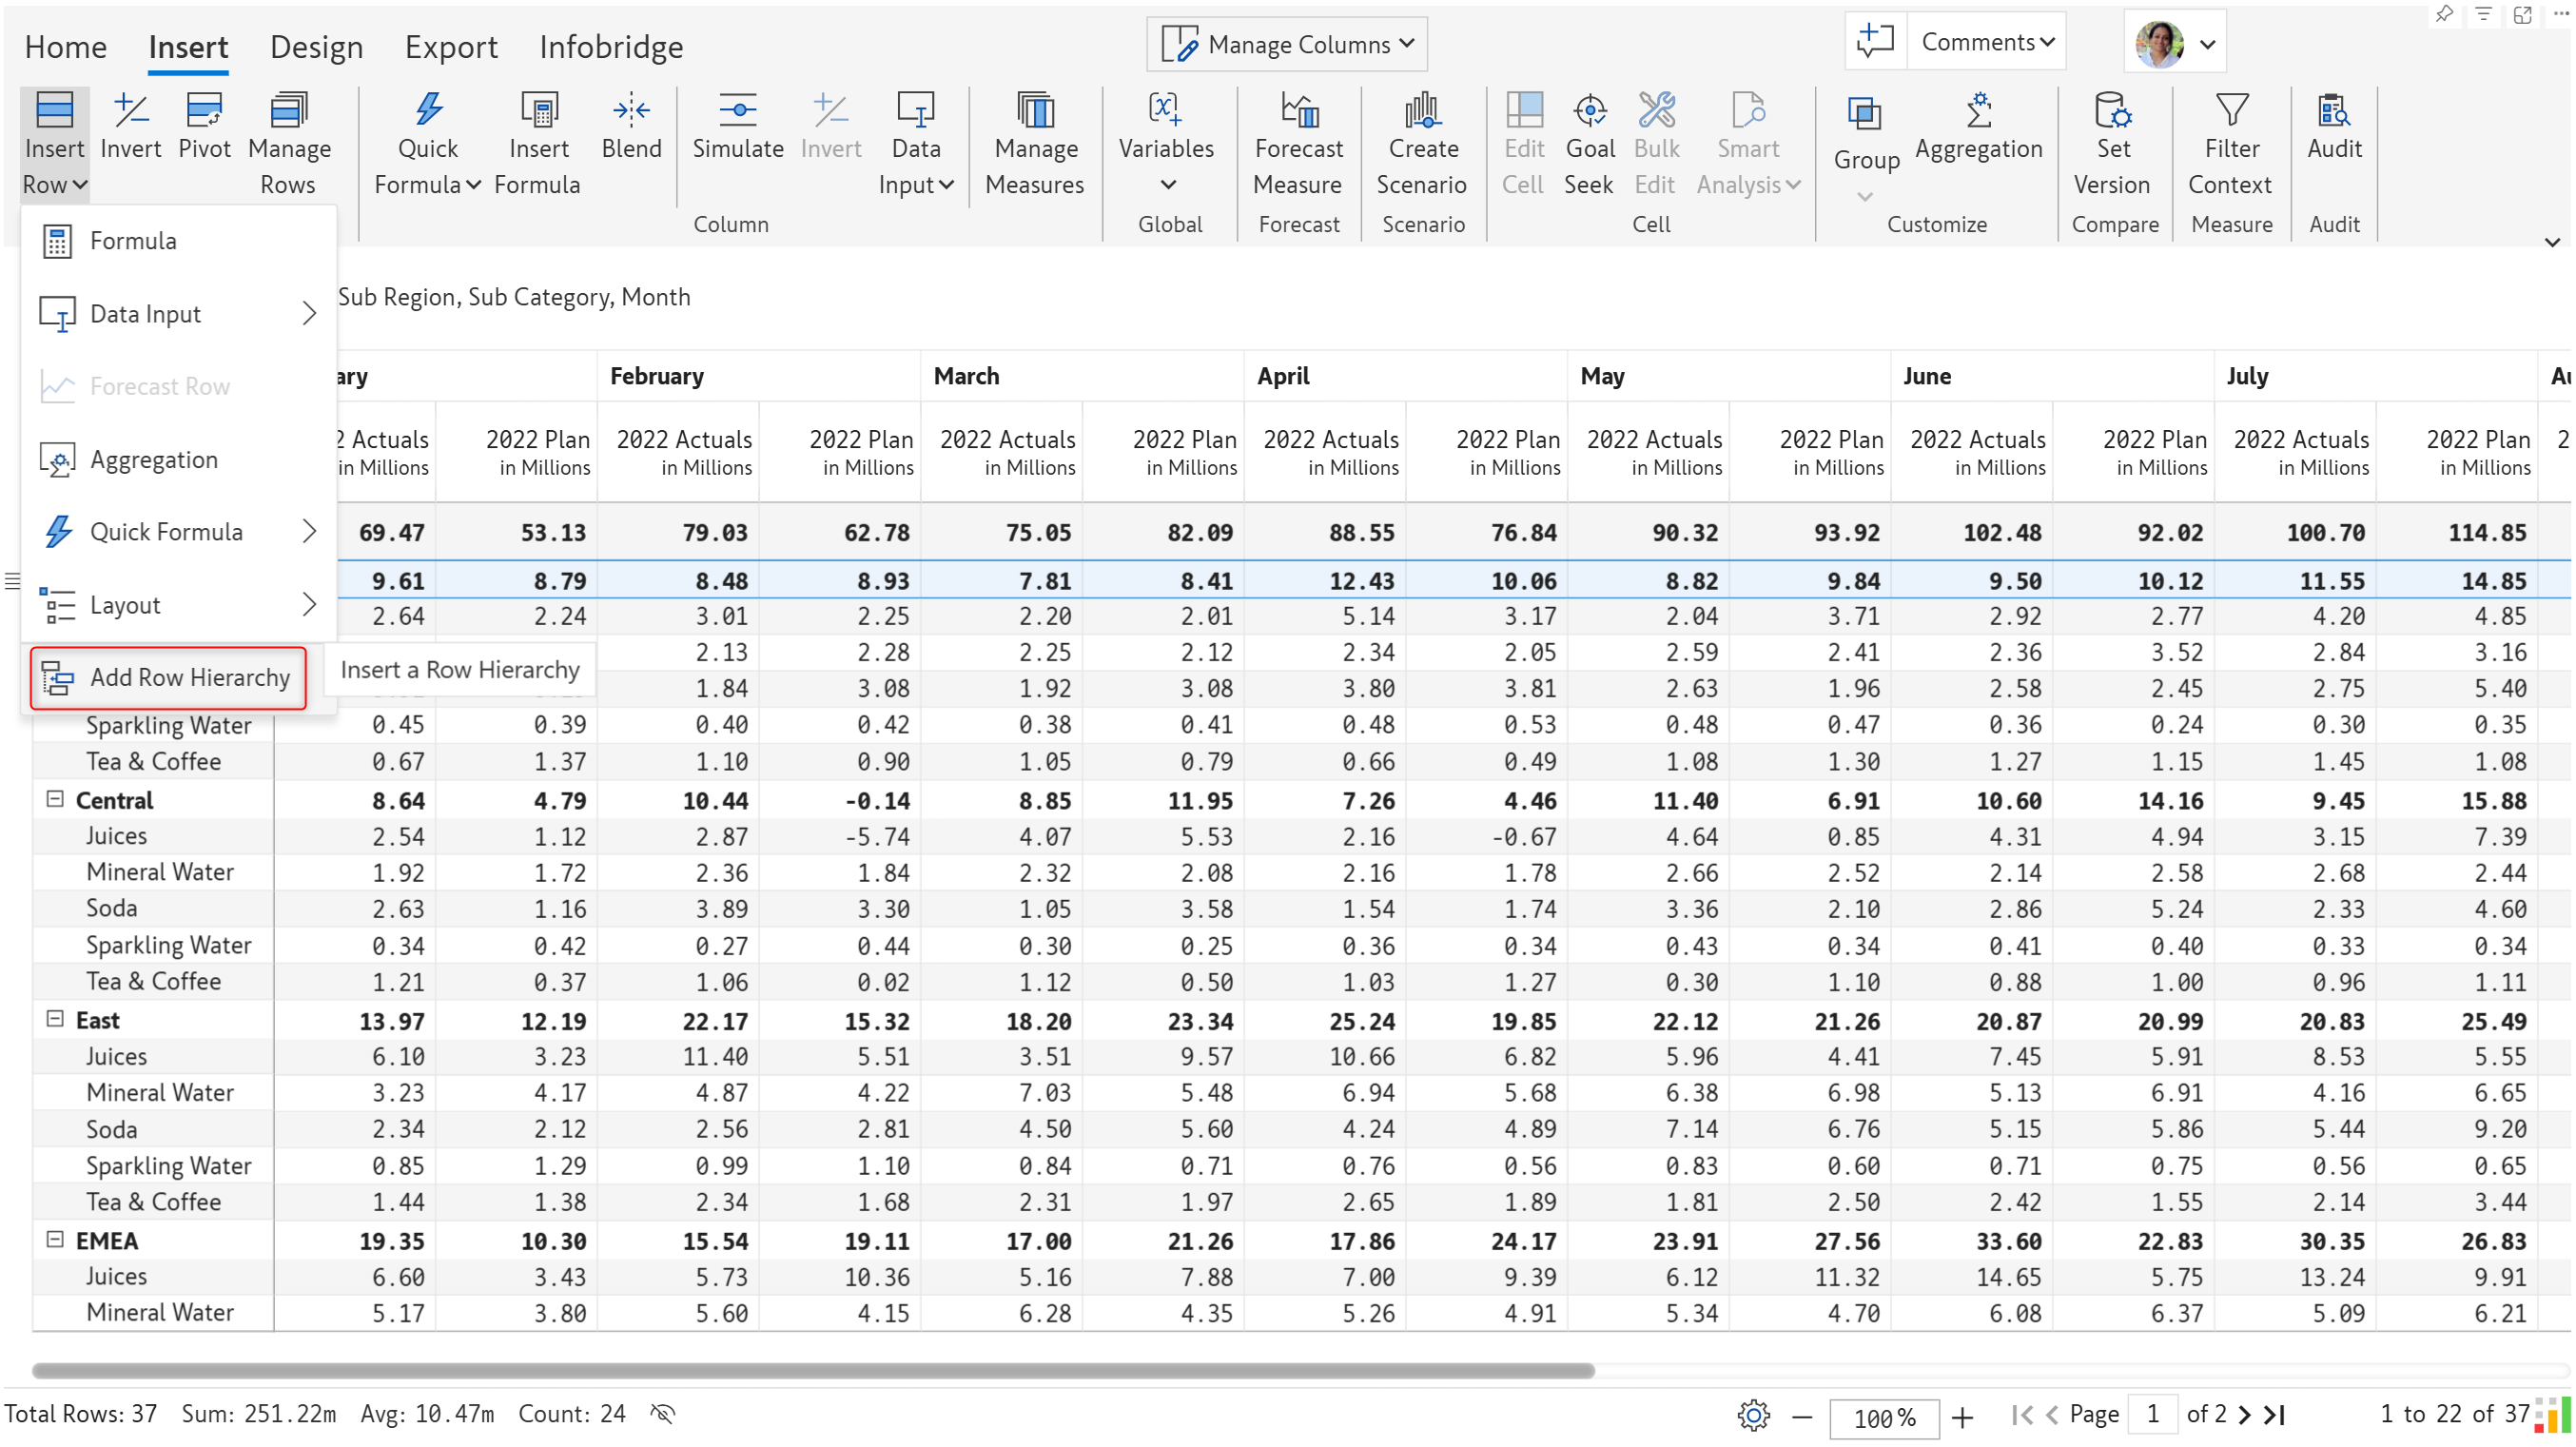 Home Insert Design Export Infobridge Manage Columns Comments
Insert Row Invert Pivot Manage Rows Quick Formula Insert Formula Blend Simulate Invert Data Input Manage Measures Variables Forecast Measure Create Scenario Edit Cell Goal Seek Bulk Edit Smart Analysis Group Aggregation Set Version Filter Context Audit
Column Global Forecast Scenario Cell Customize Compare Measure Audit
Formula
Sub Region, Sub Category, Month
Data Input
Forecast Row
Aggregation
Quick Formula
Layout
Add Row Hierarchy
Insert a Row Hierarchy
ary February March April May June July Au
2 Actuals 2022 Plan 2022 Actuals 2022 Plan 2022 Actuals 2022 Plan 2022 Actuals 2022 Plan 2022 Actuals 2022 Plan 2022 Actuals 2022 Plan 2022 Actuals 2022 Plan 2
in Millions in Millions in Millions in Millions in Millions in Millions in Millions in Millions in Millions in Millions in Millions in Millions in Millions in Millions
69.47 53.13 79.03 62.78 75.05 82.09 88.55 76.84 90.32 93.92 102.48 92.02 100.70 114.85
9.61 8.79 8.48 8.93 7.81 8.41 12.43 10.06 8.82 9.84 9.50 10.12 11.55 14.85
2.64 2.24 3.01 2.25 2.20 2.01 5.14 3.17 2.04 3.71 2.92 2.77 4.20 4.85
2.13 2.28 2.25 2.12 2.34 2.05 2.59 2.41 2.36 3.52 2.84 3.16
1.84 3.08 1.92 3.08 3.80 3.81 2.63 1.96 2.58 2.45 2.75 5.40
Sparkling Water 0.45 0.39 0.40 0.42 0.38 0.41 0.48 0.53 0.48 0.47 0.36 0.24 0.30 0.35
Tea & Coffee 0.67 1.37 1.10 0.90 1.05 0.79 0.66 0.49 1.08 1.30 1.27 1.15 1.45 1.08
Central 8.64 4.79 10.44 -0.14 8.85 11.95 7.26 4.46 11.40 6.91 10.60 14.16 9.45 15.88
Juices 2.54 1.12 2.87 -5.74 4.07 5.53 2.16 -0.67 4.64 0.85 4.31 4.94 3.15 7.39
Mineral Water 1.92 1.72 2.36 1.84 2.32 2.08 2.16 1.78 2.66 2.52 2.14 2.58 2.68 2.44
Soda 2.63 1.16 3.89 3.30 1.05 3.58 1.54 1.74 3.36 2.10 2.86 5.24 2.33 4.60
Sparkling Water 0.34 0.42 0.27 0.44 0.30 0.25 0.36 0.34 0.43 0.34 0.41 0.40 0.33 0.34
Tea & Coffee 1.21 0.37 1.06 0.02 1.12 0.50 1.03 1.27 0.30 1.10 0.88 1.00 0.96 1.11
East 13.97 12.19 22.17 15.32 18.20 23.34 25.24 19.85 22.12 21.26 20.87 20.99 20.83 25.49
Juices 6.10 3.23 11.40 5.51 3.51 9.57 10.66 6.82 5.96 4.41 7.45 5.91 8.53 5.55
Mineral Water 3.23 4.17 4.87 4.22 7.03 5.48 6.94 5.68 6.38 6.98 5.13 6.91 4.16 6.65
Soda 2.34 2.12 2.56 2.81 4.50 5.60 4.24 4.89 7.14 6.76 5.15 5.86 5.44 9.20
Sparkling Water 0.85 1.29 0.99 1.10 0.84 0.71 0.76 0.56 0.83 0.60 0.71 0.75 0.56 0.65
Tea & Coffee 1.44 1.38 2.34 1.68 2.31 1.97 2.65 1.89 1.81 2.50 2.42 1.55 2.14 3.44
EMEA 19.35 10.30 15.54 19.11 17.00 21.26 17.86 24.17 23.91 27.56 33.60 22.83 30.35 26.83
Juices 6.60 3.43 5.73 10.36 5.16 7.88 7.00 9.39 6.12 11.32 14.65 5.75 13.24 9.91
Mineral Water 5.17 3.80 5.60 4.15 6.28 4.35 5.26 4.91 5.34 4.70 6.08 6.37 5.09 6.21
Total Rows: 37 Sum: 251.22m Avg: 10.47m Count: 24 100% Page 1 of 2 1 to 22 of 37